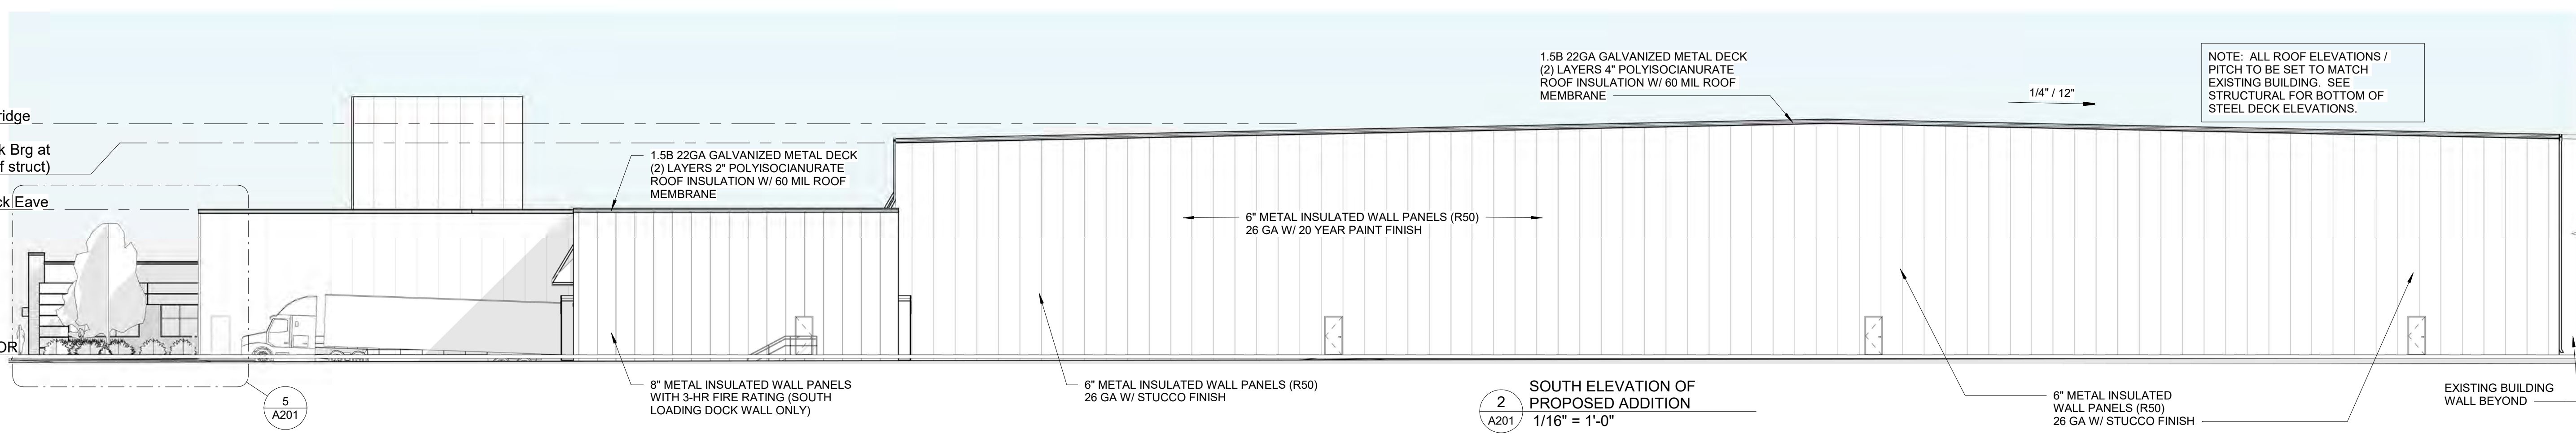 ridge
k Brg at
f struct)
ck Eave
OR
5
A201
1.5B 22GA GALVANIZED METAL DECK
(2) LAYERS 2" POLYISOCIANURATE
ROOF INSULATION W/ 60 MIL ROOF
MEMBRANE
8" METAL INSULATED WALL PANELS
WITH 3-HR FIRE RATING (SOUTH
LOADING DOCK WALL ONLY)
6" METAL INSULATED WALL PANELS (R50)
26 GA W/ 20 YEAR PAINT FINISH
6" METAL INSULATED WALL PANELS (R50)
26 GA W/ STUCCO FINISH
1.5B 22GA GALVANIZED METAL DECK
(2) LAYERS 4" POLYISOCIANURATE
ROOF INSULATION W/ 60 MIL ROOF
MEMBRANE
1/4" / 12"
NOTE: ALL ROOF ELEVATIONS /
PITCH TO BE SET TO MATCH
EXISTING BUILDING. SEE
STRUCTURAL FOR BOTTOM OF
STEEL DECK ELEVATIONS.
2
A201
SOUTH ELEVATION OF
PROPOSED ADDITION
1/16" = 1'-0"
6" METAL INSULATED
WALL PANELS (R50)
26 GA W/ STUCCO FINISH
EXISTING BUILDING
WALL BEYOND